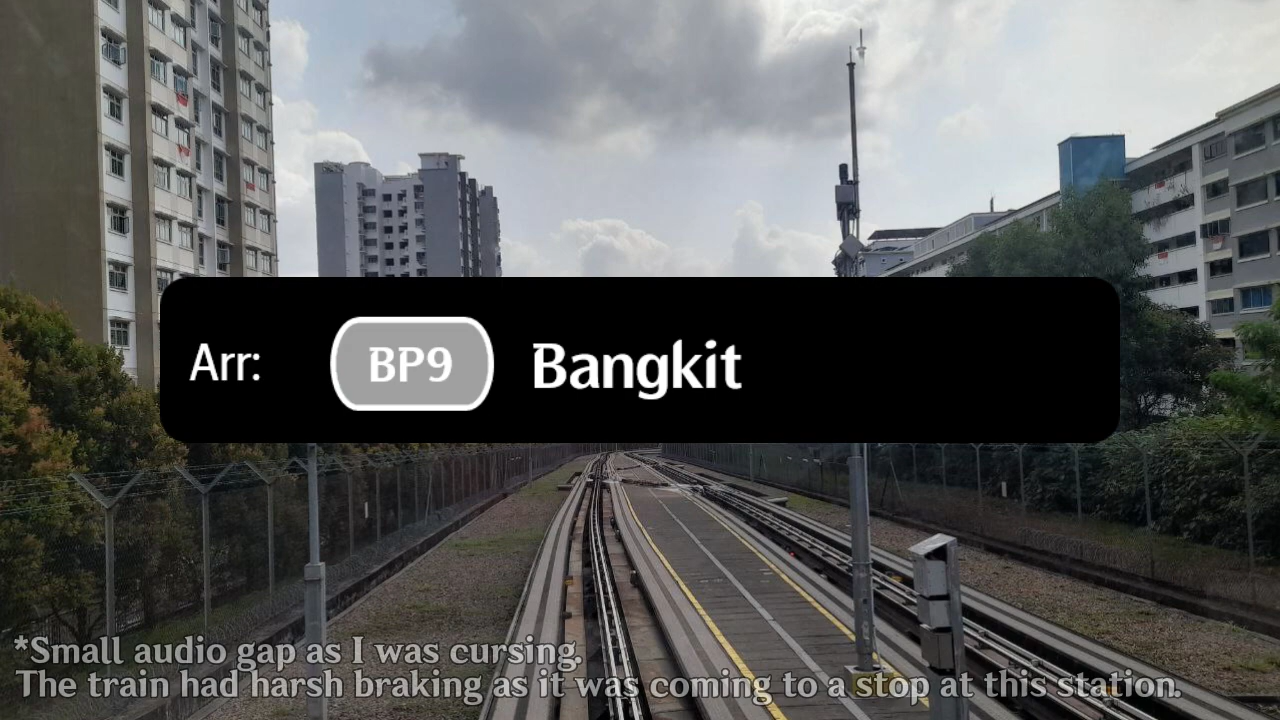 Arr: BP9 Bangkit
*Small audio gap as I was cursing.
The train had harsh braking as it was coming to a stop at this station.